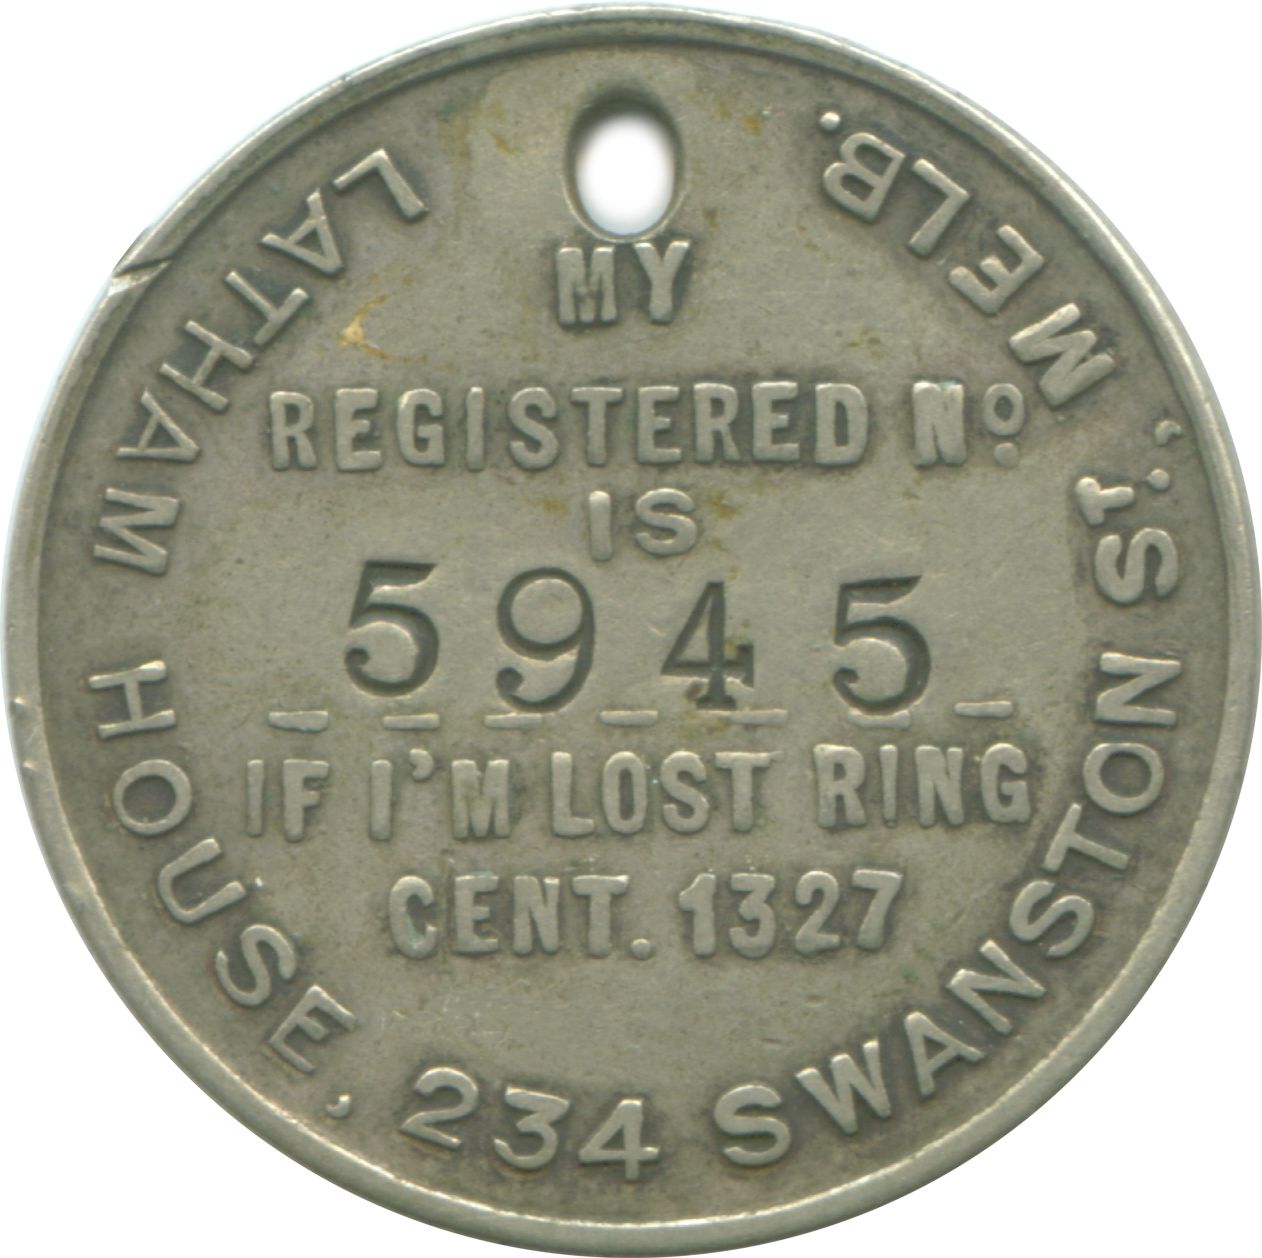 MY
REGISTERED No.
IS
5945
IF I'M LOST RING
CENT. 1327
LATHAM HOUSE, 234 SWANSTON ST., MELB.